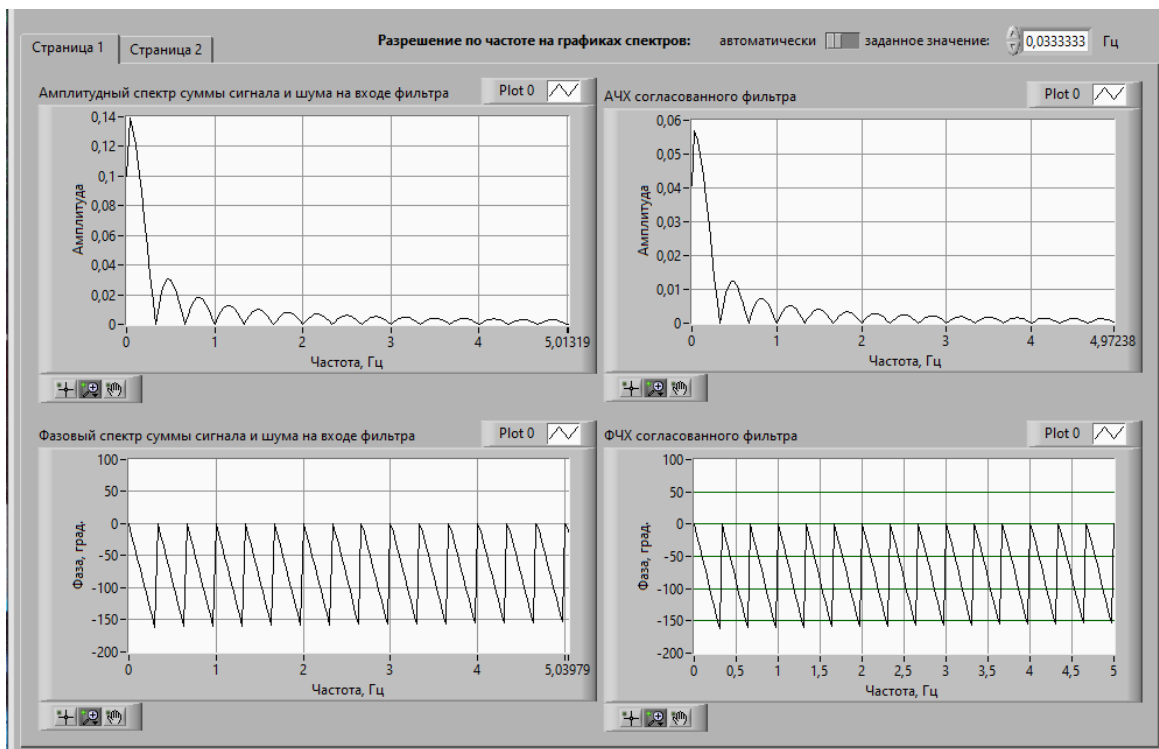 Страница 1
Страница 2
Разрешение по частоте на графиках спектров: автоматически заданное значение: 0,0333333 Гц
Амплитудный спектр суммы сигнала и шума на входе фильтра
Plot 0
0,14
0,12
0,1
0,08
0,06
0,04
0,02
0
Амплитуда
0 1 2 3 4 5,01319
Частота, Гц
АЧХ согласованного фильтра
Plot 0
0,06
0,05
0,04
0,03
0,02
0,01
0
Амплитуда
0 1 2 3 4 4,97238
Частота, Гц
Фазовый спектр суммы сигнала и шума на входе фильтра
Plot 0
100
50
0
-50
-100
-150
-200
Фаза, град.
0 1 2 3 4 5,03979
Частота, Гц
ФЧХ согласованного фильтра
Plot 0
100
50
0
-50
-100
-150
-200
Фаза, град.
0 0,5 1 1,5 2 2,5 3 3,5 4 4,5 5
Частота, Гц